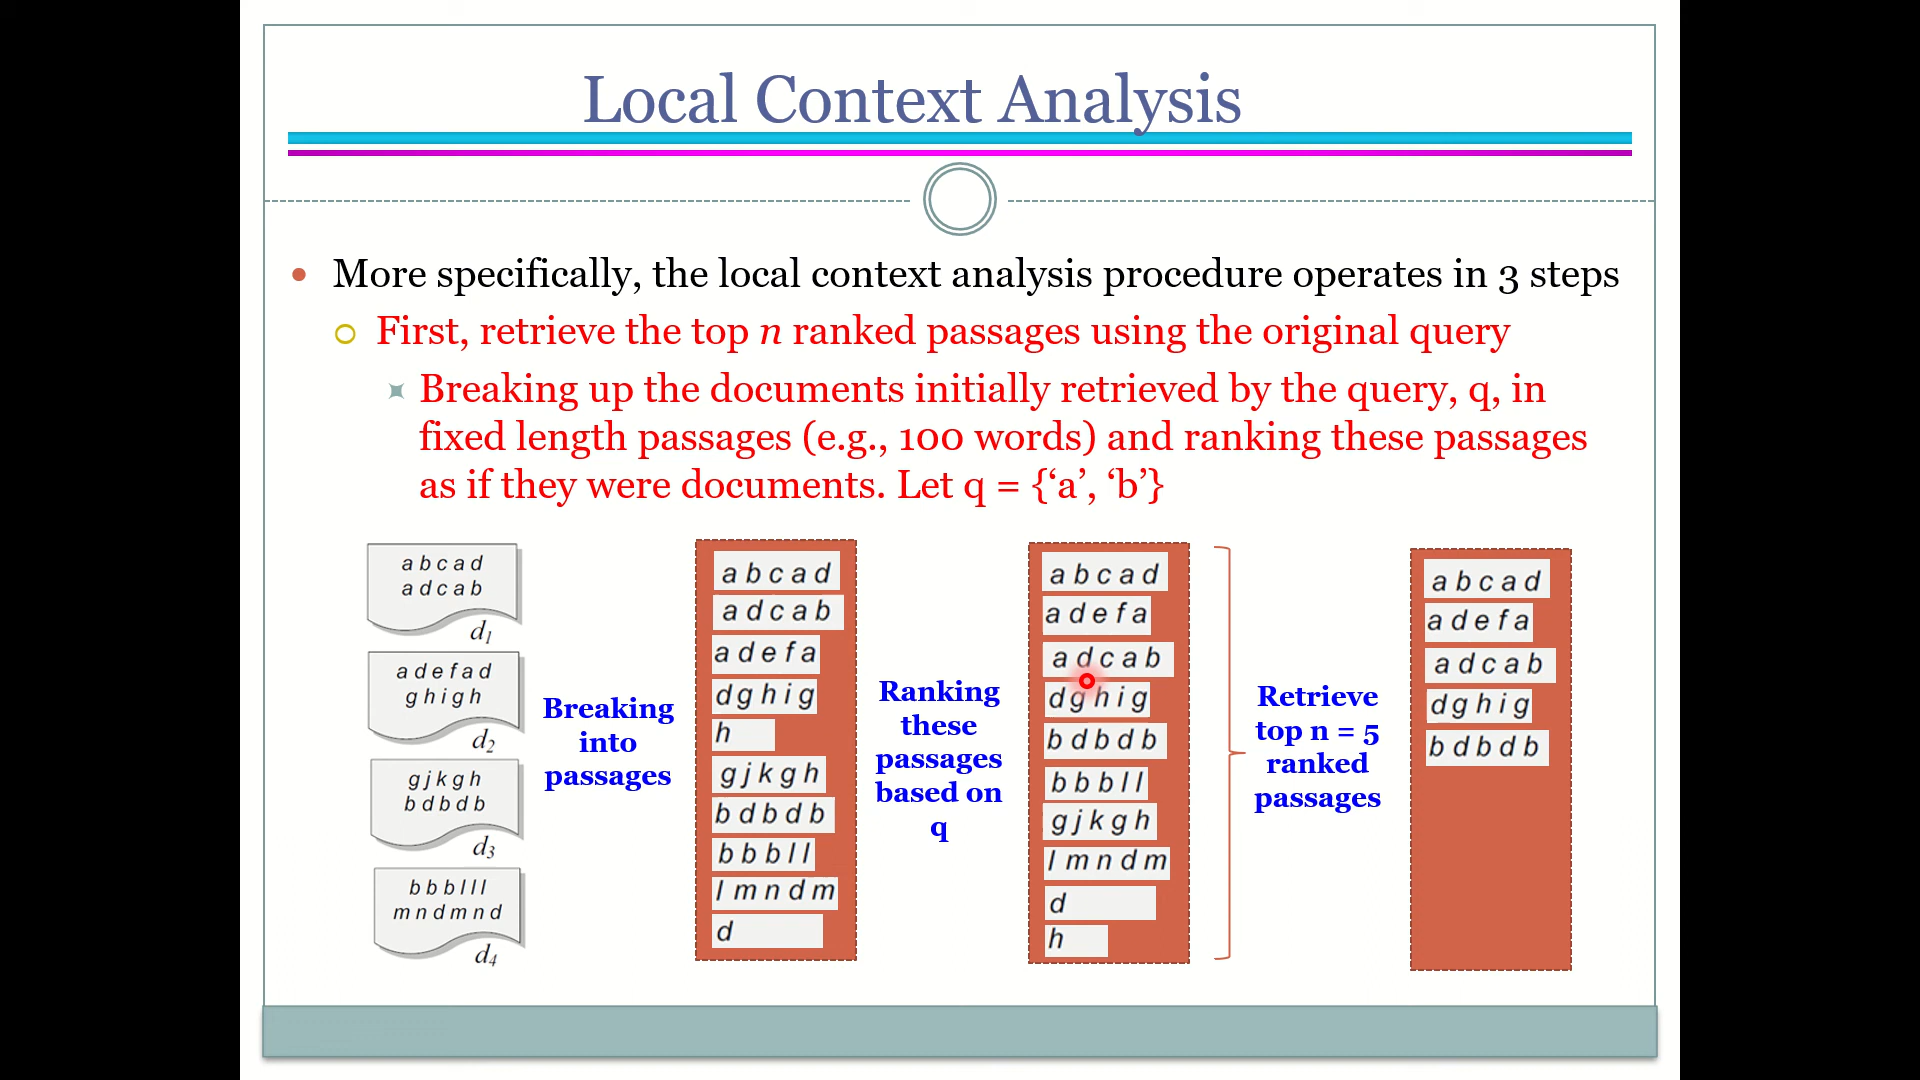 Local Context Analysis
• More specifically, the local context analysis procedure operates in 3 steps
First, retrieve the top n ranked passages using the original query
Breaking up the documents initially retrieved by the query, q, in
fixed length passages (e.g., 100 words) and ranking these passages
as if they were documents. Let q = {‘a’, ‘b’}
a b c a d
a d c a b
d1
a d e f a d
g h i g h
d2
g j k g h
b d b d b
d3
b b b l l l
m n d m n d
d4
Breaking
into
passages
a b c a d
a d c a b
a d e f a
d g h i g
h
g j k g h
b d b d b
b b b l l
l m n d m
d
Ranking
these
passages
based on
q
a b c a d
a d e f a
a d c a b
d g h i g
b d b d b
b b b l l
g j k g h
l m n d m
d
h
Retrieve
top n = 5
ranked
passages
a b c a d
a d e f a
a d c a b
d g h i g
b d b d b